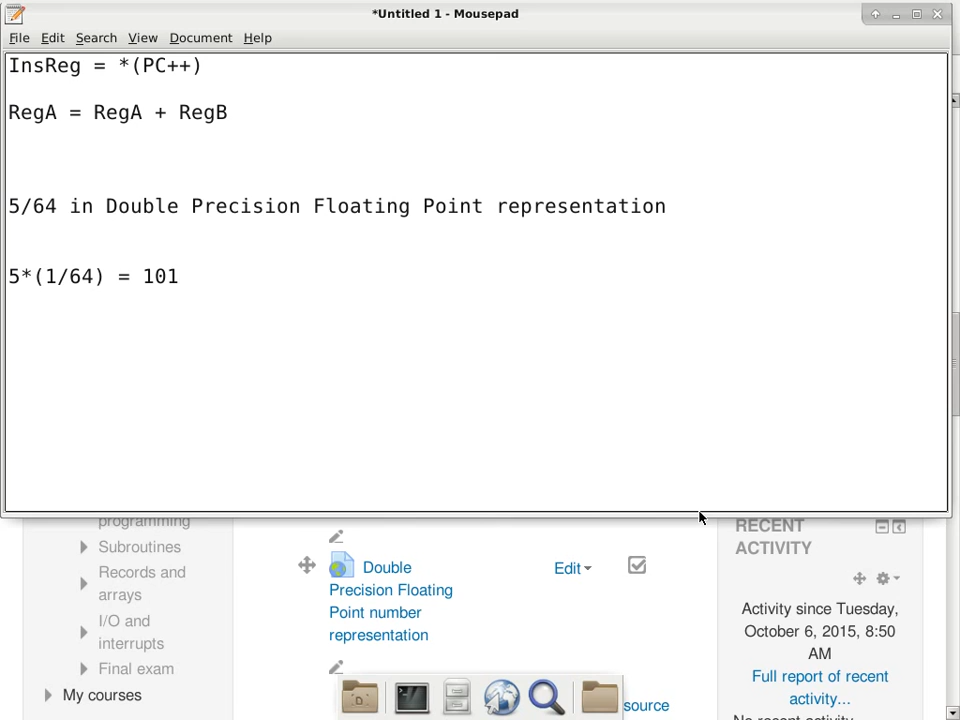 *Untitled 1 - Mousepad
File Edit Search View Document Help
InsReg = *(PC++)
RegA = RegA + RegB
5/64 in Double Precision Floating Point representation
5*(1/64) = 101
programming
Subroutines
Records and
arrays
I/O and
interrupts
Final exam
My courses
Double
Precision Floating
Point number
representation
Edit
source
RECENT
ACTIVITY
Activity since Tuesday,
October 6, 2015, 8:50
AM
Full report of recent
activity...
No recent activity